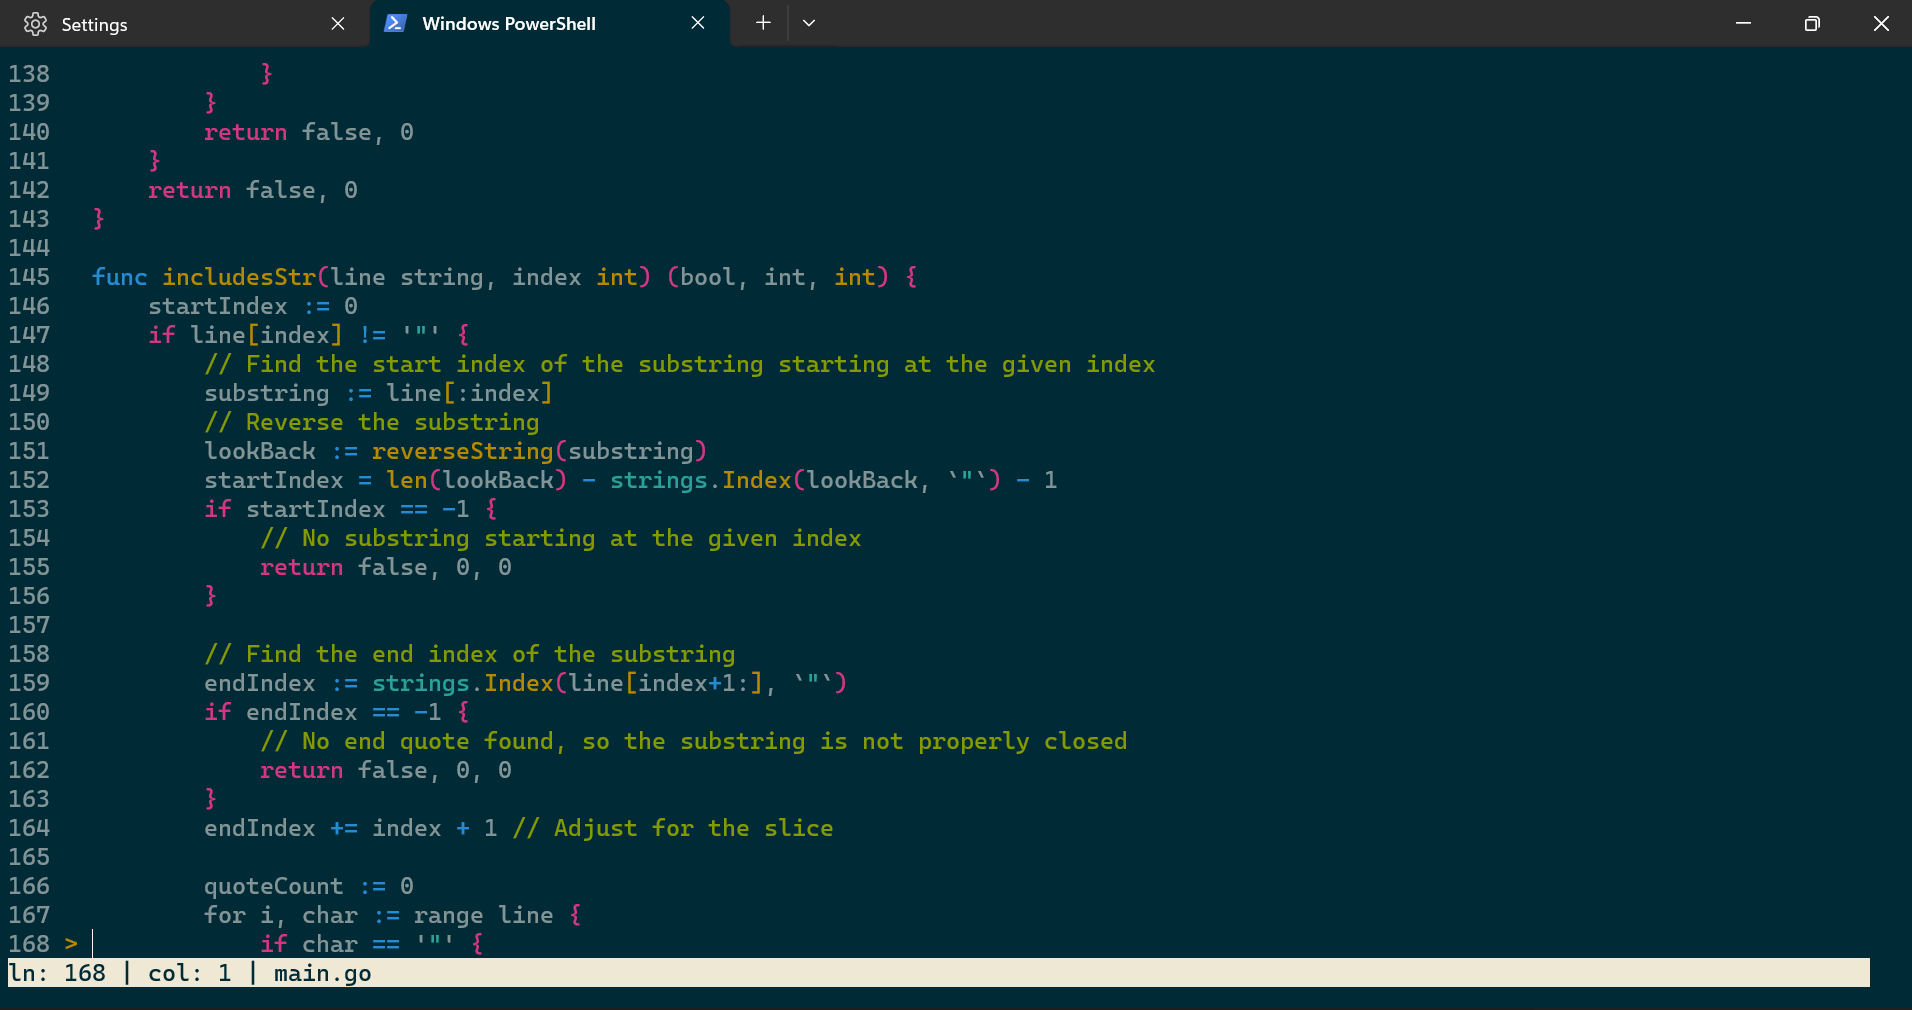 Settings
Windows PowerShell
138 }
139 }
140 return false, 0
141 }
142 return false, 0
143 }
144
145 func includesStr(line string, index int) (bool, int, int) {
146 startIndex := 0
147 if line[index] != '"' {
148 // Find the start index of the substring starting at the given index
149 substring := line[:index]
150 // Reverse the substring
151 lookBack := reverseString(substring)
152 startIndex = len(lookBack) - strings.Index(lookBack, `"`) - 1
153 if startIndex == -1 {
154 // No substring starting at the given index
155 return false, 0, 0
156 }
157
158 // Find the end index of the substring
159 endIndex := strings.Index(line[index+1:], `"`)
160 if endIndex == -1 {
161 // No end quote found, so the substring is not properly closed
162 return false, 0, 0
163 }
164 endIndex += index + 1 // Adjust for the slice
165
166 quoteCount := 0
167 for i, char := range line {
168 > if char == '"' {
ln: 168 | col: 1 | main.go